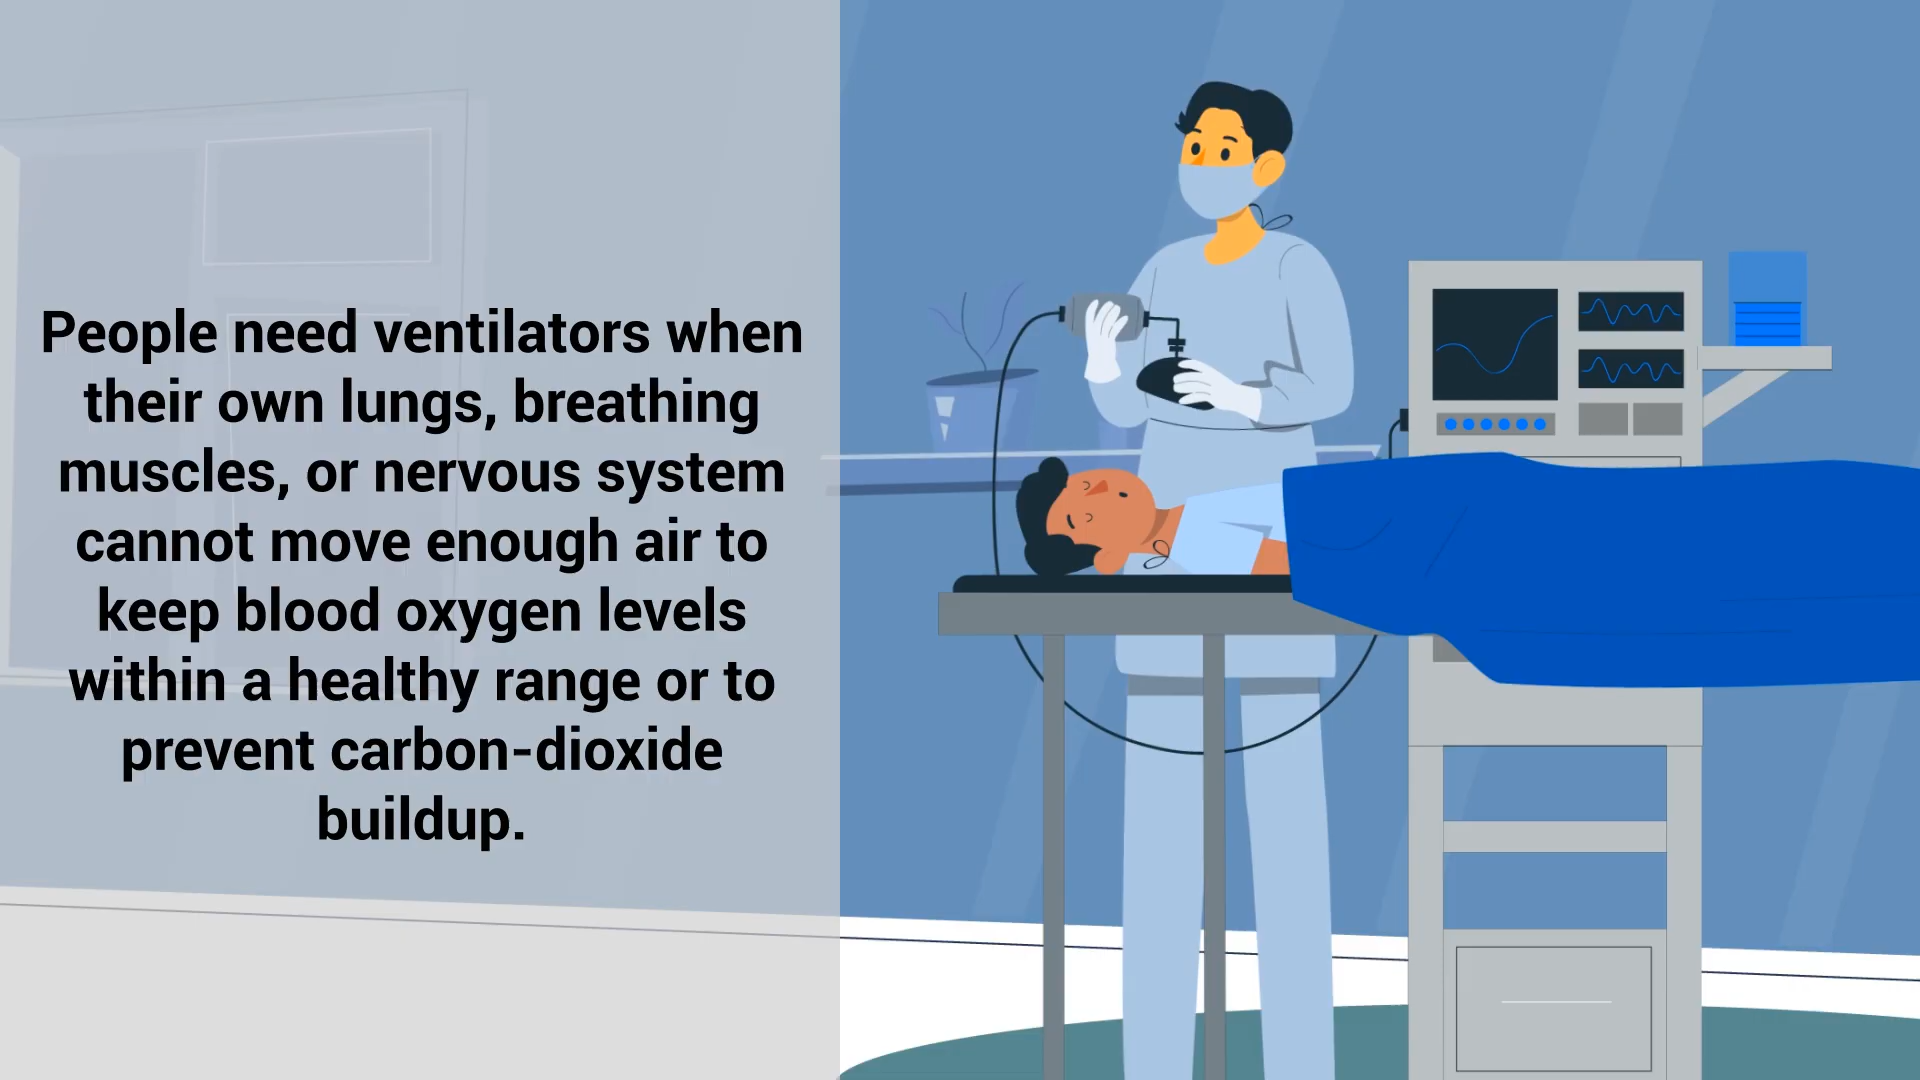 People need ventilators when
their own lungs, breathing
muscles, or nervous system
cannot move enough air to
keep blood oxygen levels
within a healthy range or to
prevent carbon-dioxide
buildup.